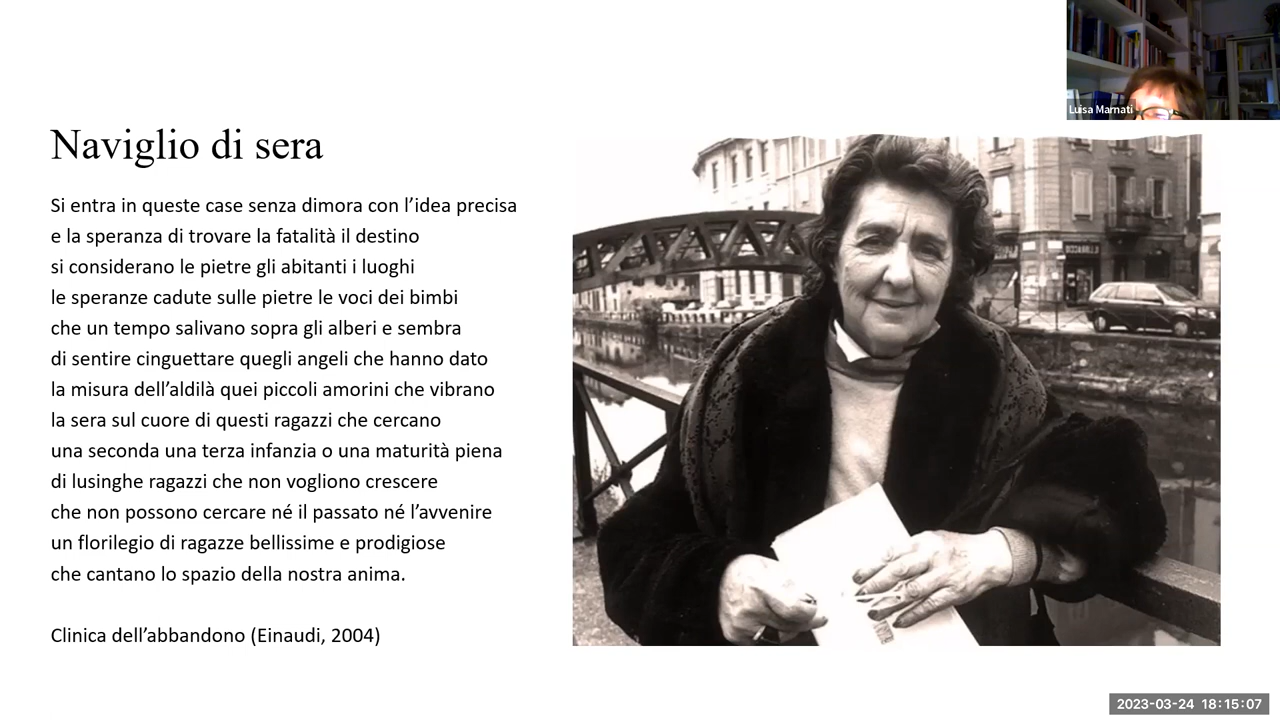 Luisa Marnati
Naviglio di sera
Si entra in queste case senza dimora con l’idea precisa
e la speranza di trovare la fatalità il destino
si considerano le pietre gli abitanti i luoghi
le speranze cadute sulle pietre le voci dei bimbi
che un tempo salivano sopra gli alberi e sembra
di sentire cinguettare quegli angeli che hanno dato
la misura dell’aldilà quei piccoli amorini che vibrano
la sera sul cuore di questi ragazzi che cercano
una seconda una terza infanzia o una maturità piena
di lusinghe ragazzi che non vogliono crescere
che non possono cercare né il passato né l’avvenire
un florilegio di ragazze bellissime e prodigiose
che cantano lo spazio della nostra anima.
Clinica dell’abbandono (Einaudi, 2004)
2023-03-24 18:15:07